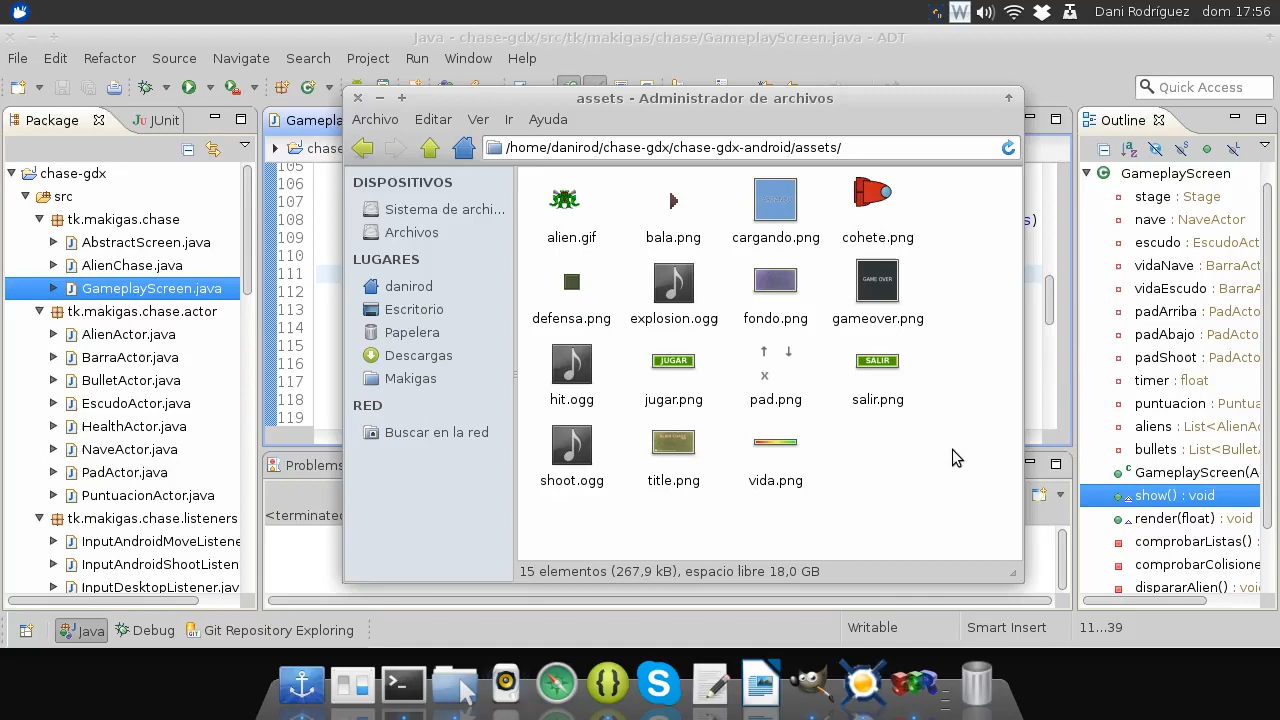 Dani Rodríguez dom 17:56
Java - chase-gdx/src/tk/makigas/chase/GameplayScreen.java - ADT
File Edit Refactor Source Navigate Search Project Run Window Help
Quick Access
Package
JUnit
Gamepla
Outline
chase
chase-gdx
src
tk.makigas.chase
AbstractScreen.java
AlienChase.java
GameplayScreen.java
tk.makigas.chase.actor
AlienActor.java
BarraActor.java
BulletActor.java
EscudoActor.java
HealthActor.java
NaveActor.java
PadActor.java
PuntuacionActor.java
tk.makigas.chase.listeners
InputAndroidMoveListene
InputAndroidShootListen
InputDesktopListener.jav
105
106
107
108
109
110
111
112
113
114
115
116
117
118
119
s)
Problems
<terminated
assets - Administrador de archivos
Archivo Editar Ver Ir Ayuda
/home/danirod/chase-gdx/chase-gdx-android/assets/
DISPOSITIVOS
Sistema de archi...
Archivos
LUGARES
danirod
Escritorio
Papelera
Descargas
Makigas
RED
Buscar en la red
alien.gif bala.png cargando.png cohete.png
GAME OVER
defensa.png explosion.ogg fondo.png gameover.png
JUGAR
↑ ↓
x
SALIR
hit.ogg jugar.png pad.png salir.png
shoot.ogg title.png vida.png
15 elementos (267,9 kB), espacio libre 18,0 GB
GameplayScreen
stage : Stage
nave : NaveActor
escudo : EscudoAct
vidaNave : BarraAct
vidaEscudo : BarraA
padArriba : PadActo
padAbajo : PadActo
padShoot : PadActo
timer : float
puntuacion : Puntua
aliens : List<AlienAc
bullets : List<BulletA
GameplayScreen(A
show() : void
render(float) : void
comprobarListas() :
comprobarColisione
dispararAlien() : voi
Java
Debug
Git Repository Exploring
Writable
Smart Insert
11...39